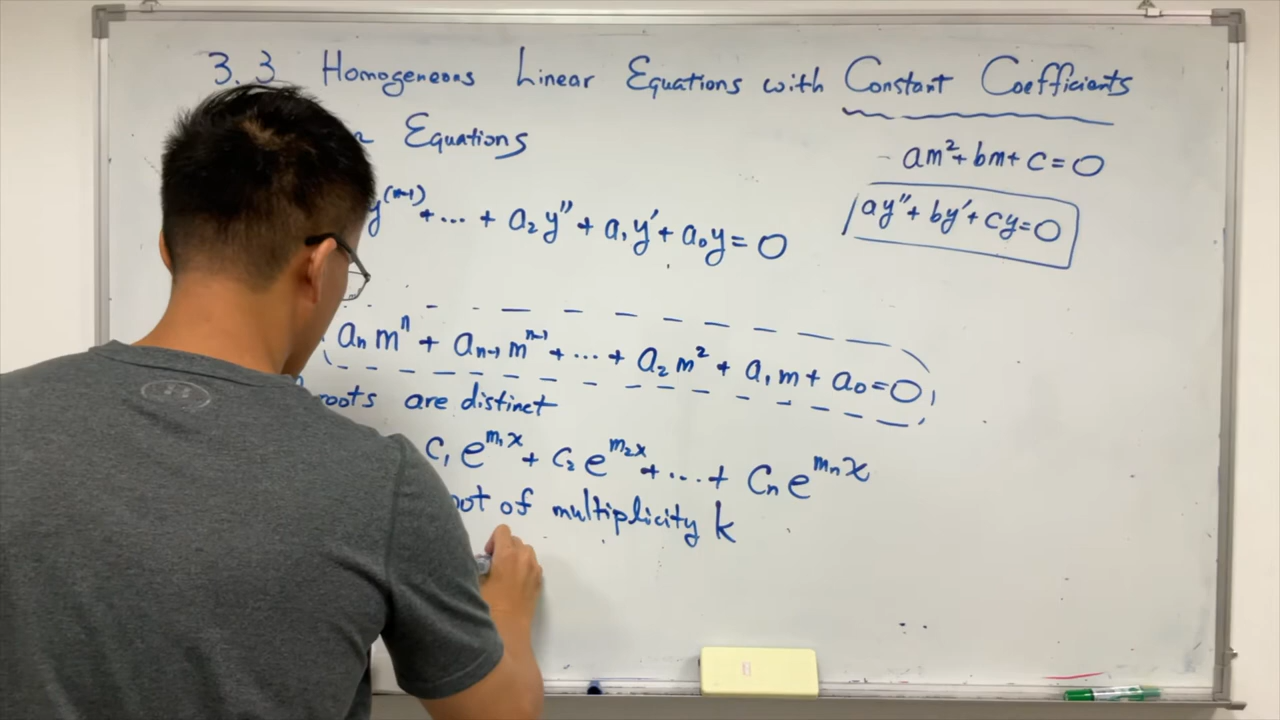 3.3 Homogeneous Linear Equations with Constant Coefficients
Equations
am²+bm+c=0
ay''+by'+cy=0
y⁽ⁿ⁻¹⁾+...+a₂y''+a₁y'+a₀y=0
aₙmⁿ+aₙ₋₁mⁿ⁻¹+...+a₂m²+a₁m+a₀=0
roots are distinct
c₁e^{m₁x}+c₂e^{m₂x}+...+cₙe^{mₙx}
of multiplicity k